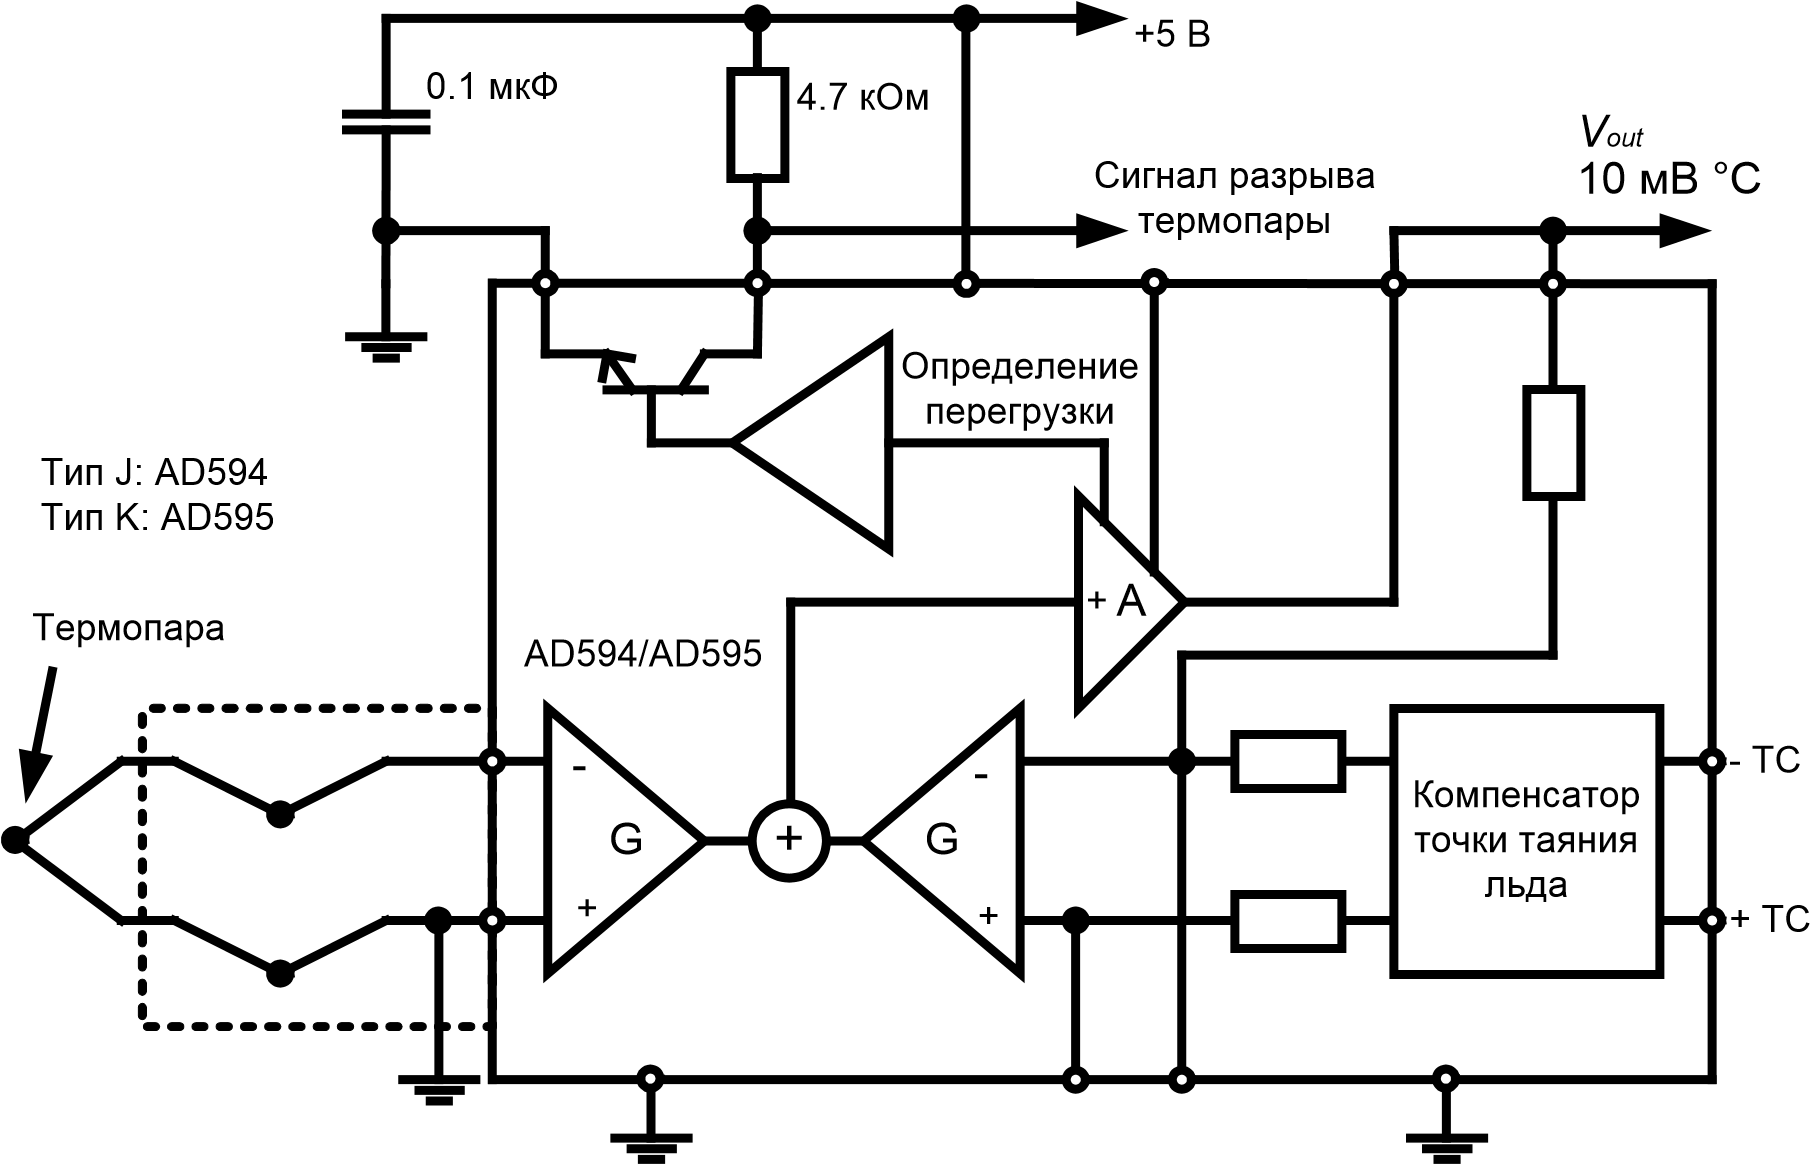 +5 В
0.1 мкФ
4.7 кОм
Vout
10 мВ °C
Сигнал разрыва
термопары
Определение
перегрузки
Тип J: AD594
Тип K: AD595
+ A
Термопара
AD594/AD595
-
G
+
+
-
G
+
Компенсатор
точки таяния
льда
- TC
+ TC